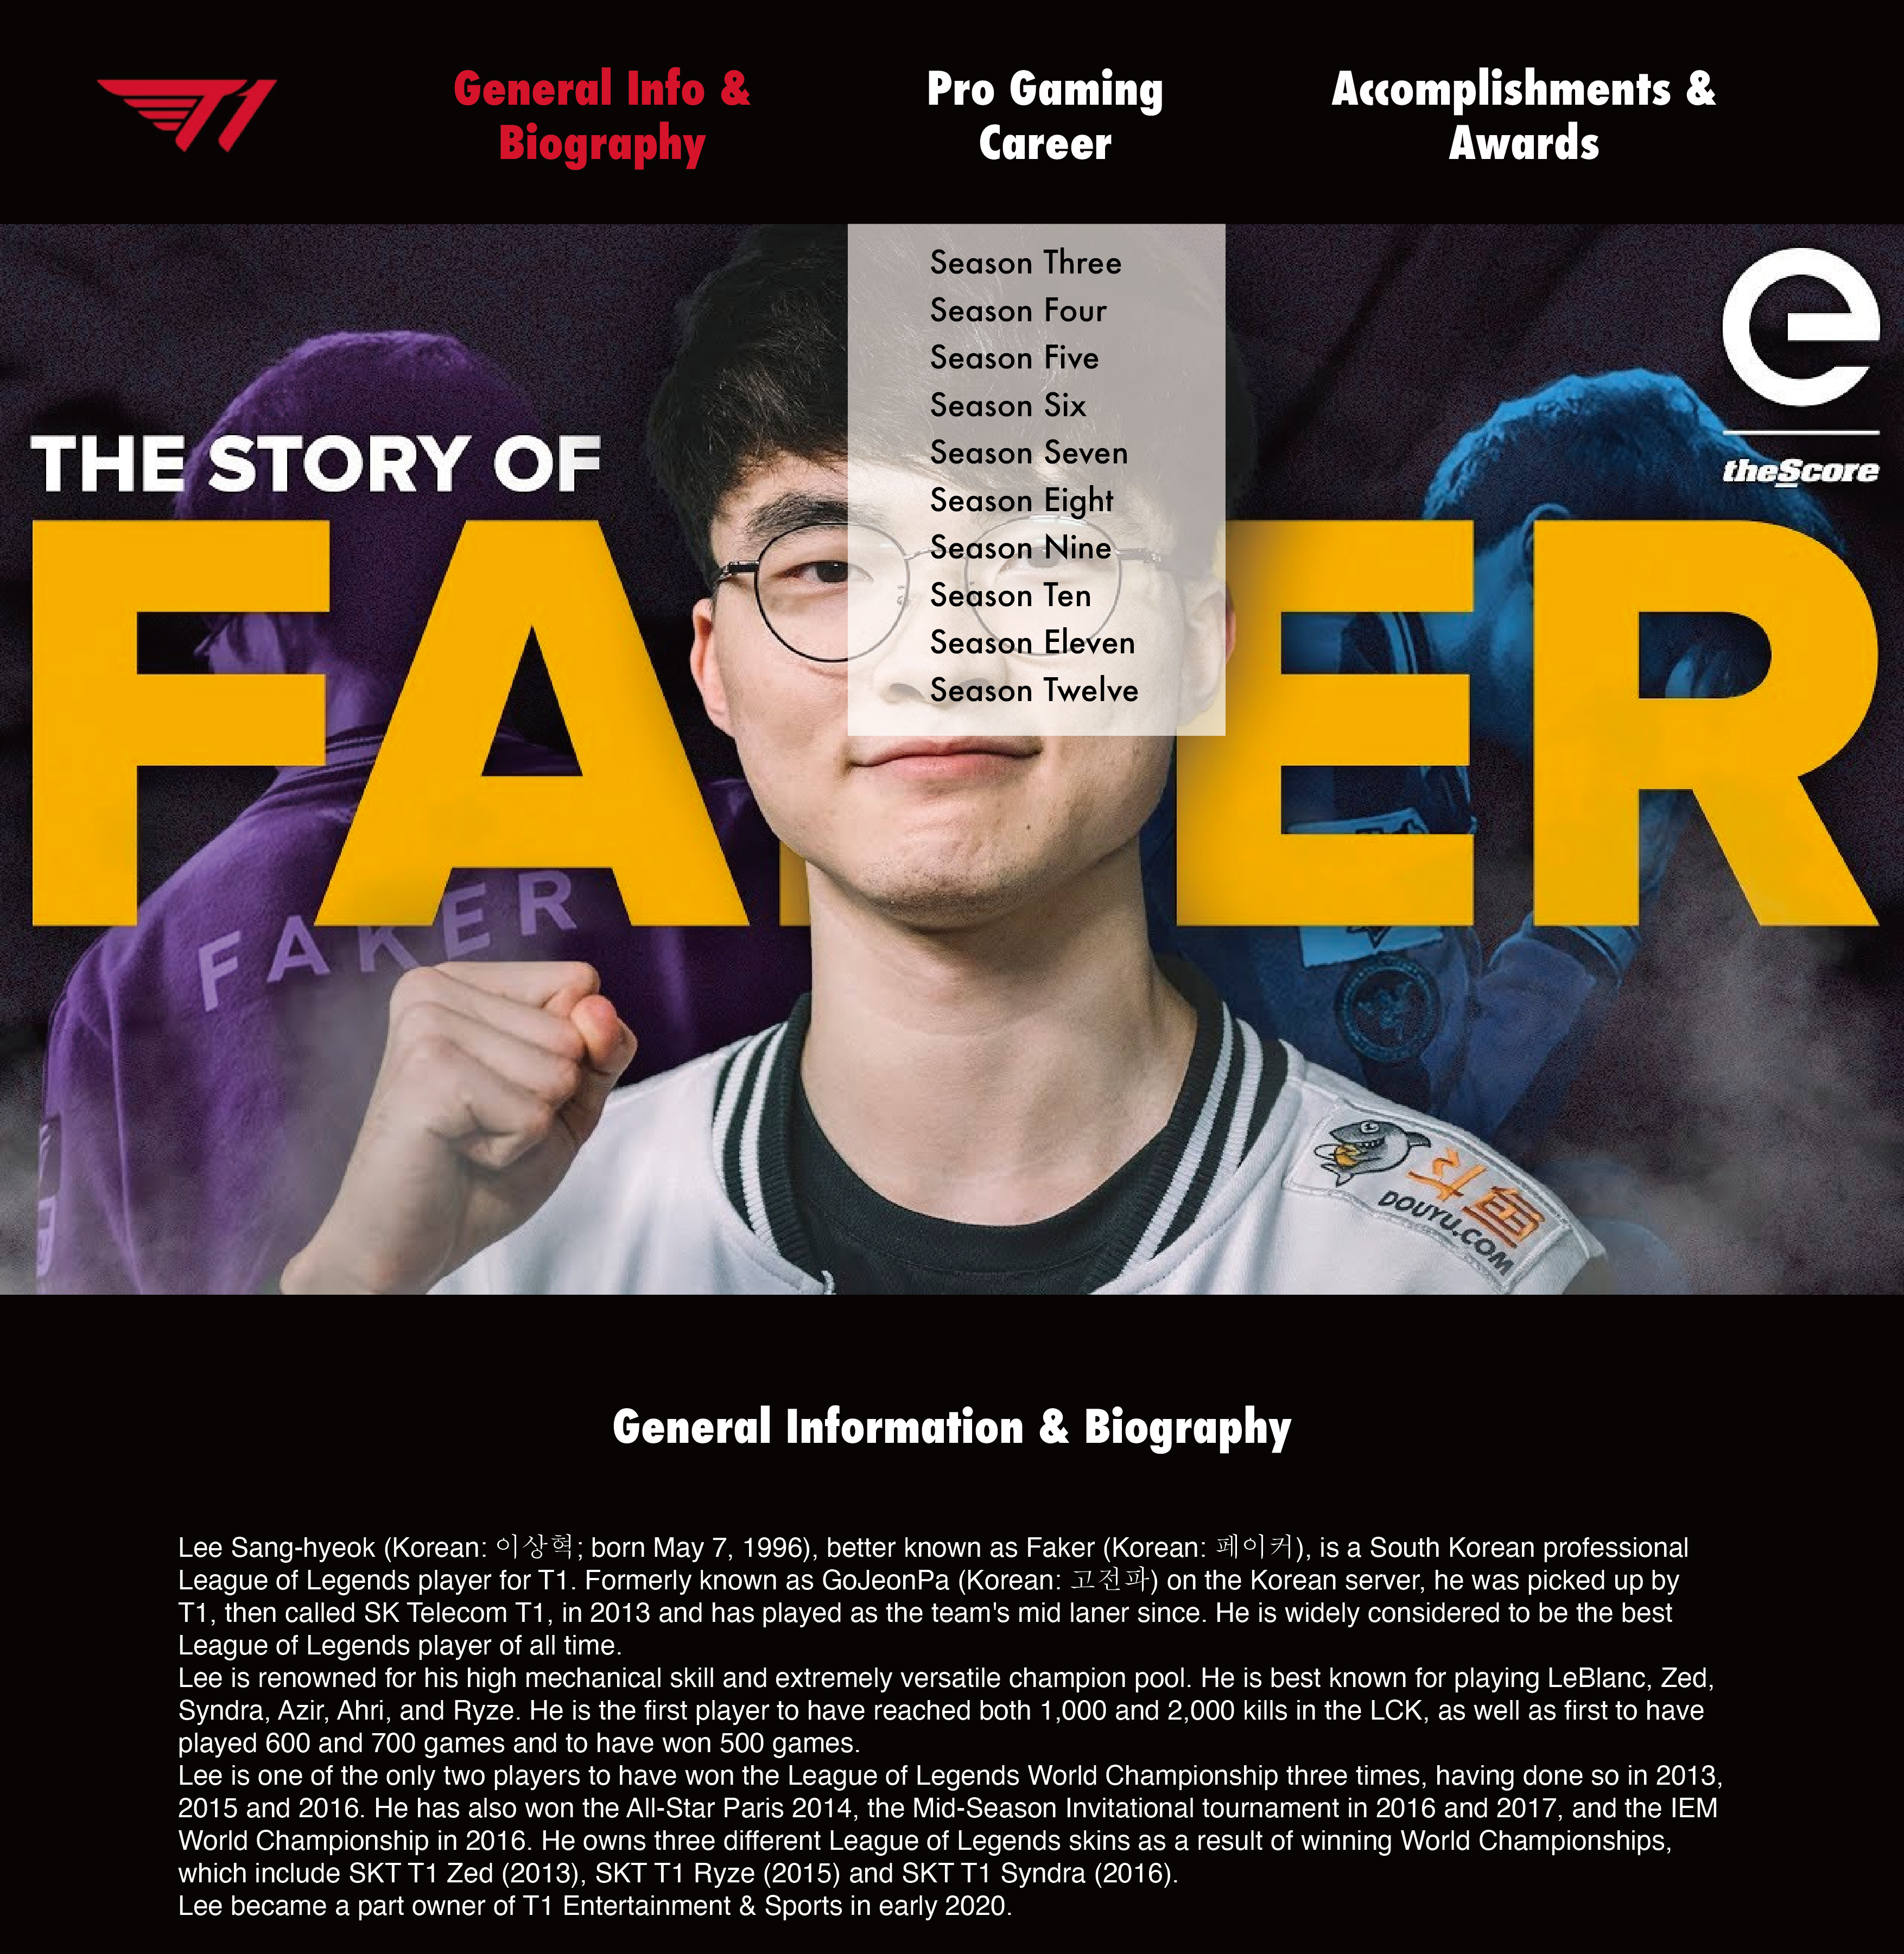 T1
General Info &
Biography
Pro Gaming
Career
Accomplishments &
Awards
Season Three
Season Four
Season Five
Season Six
Season Seven
Season Eight
Season Nine
Season Ten
Season Eleven
Season Twelve
e
theScore
THE STORY OF
FAKER
FAKER
斗鱼
DOUYU.COM
General Information & Biography
Lee Sang-hyeok (Korean: 이상혁; born May 7, 1996), better known as Faker (Korean: 페이커), is a South Korean professional
League of Legends player for T1. Formerly known as GoJeonPa (Korean: 고전파) on the Korean server, he was picked up by
T1, then called SK Telecom T1, in 2013 and has played as the team's mid laner since. He is widely considered to be the best
League of Legends player of all time.
Lee is renowned for his high mechanical skill and extremely versatile champion pool. He is best known for playing LeBlanc, Zed,
Syndra, Azir, Ahri, and Ryze. He is the first player to have reached both 1,000 and 2,000 kills in the LCK, as well as first to have
played 600 and 700 games and to have won 500 games.
Lee is one of the only two players to have won the League of Legends World Championship three times, having done so in 2013,
2015 and 2016. He has also won the All-Star Paris 2014, the Mid-Season Invitational tournament in 2016 and 2017, and the IEM
World Championship in 2016. He owns three different League of Legends skins as a result of winning World Championships,
which include SKT T1 Zed (2013), SKT T1 Ryze (2015) and SKT T1 Syndra (2016).
Lee became a part owner of T1 Entertainment & Sports in early 2020.